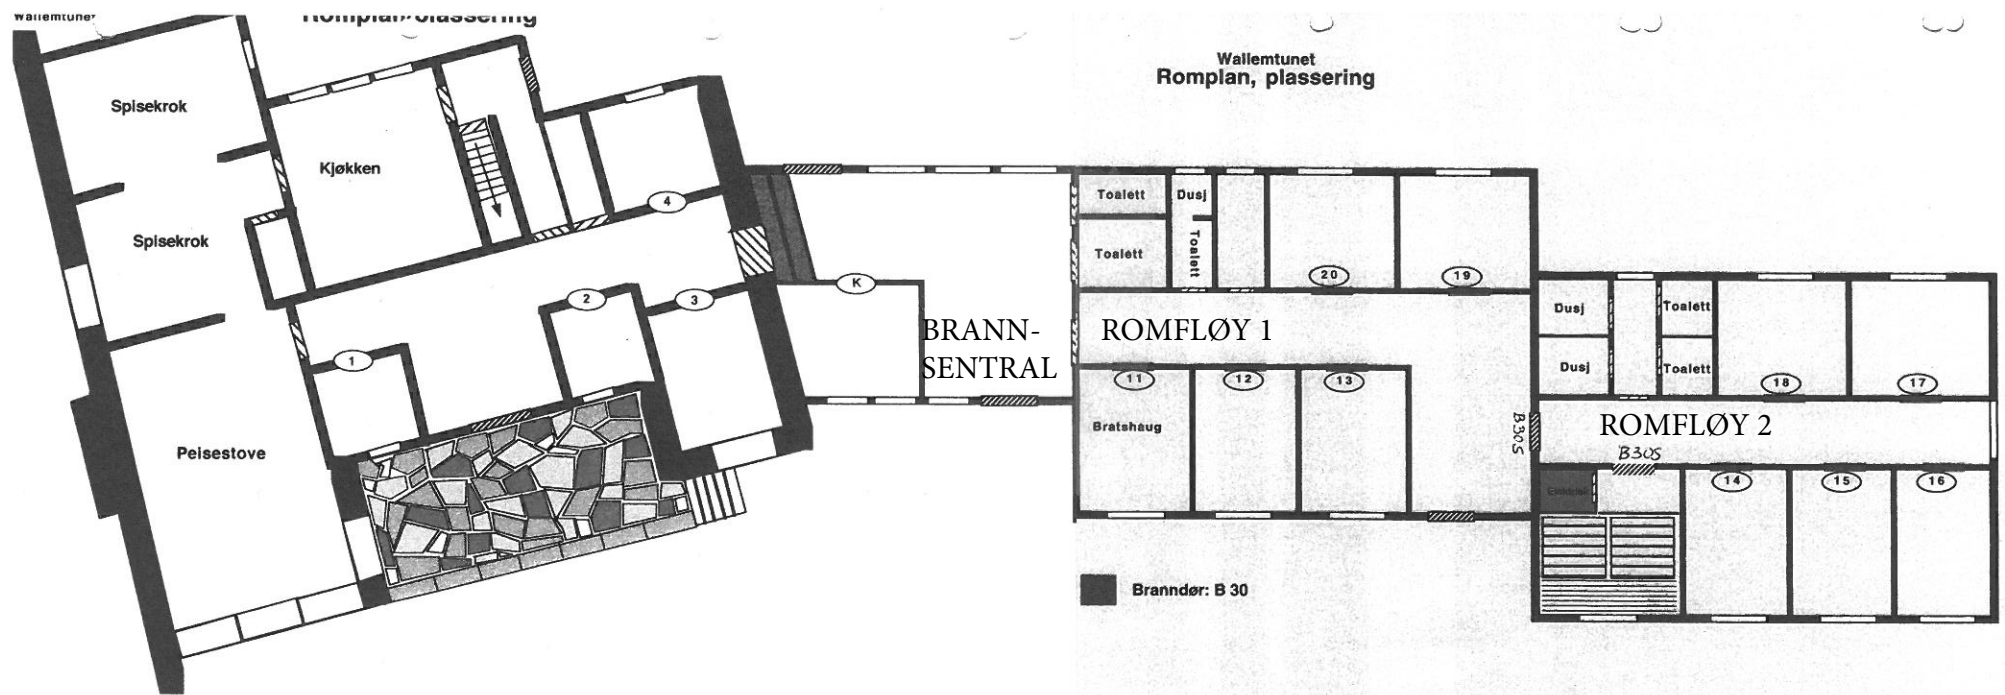 Wallemtunet
Romplan, plassering
Wallemtunet
Romplan, plassering
Spisekrok
Kjøkken
Spisekrok
Peisestove
1
2
3
4
K
BRANN-
SENTRAL
Toalett
Toalett
Dusj
Toalett
20
19
ROMFLØY 1
11
12
13
Bratshaug
B30S
Dusj
Dusj
Toalett
Toalett
18
17
ROMFLØY 2
B30S
14
15
16
Branndør: B 30